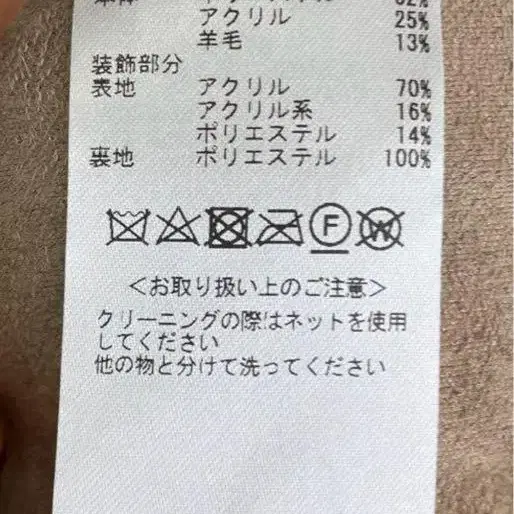 アクリル 25%
羊毛 13%
装飾部分
表地 アクリル 70%
アクリル系 16%
ポリエステル 14%
裏地 ポリエステル 100%
F W
<お取り扱い上のご注意>
クリーニングの際はネットを使用
してください
他の物と分けて洗ってください